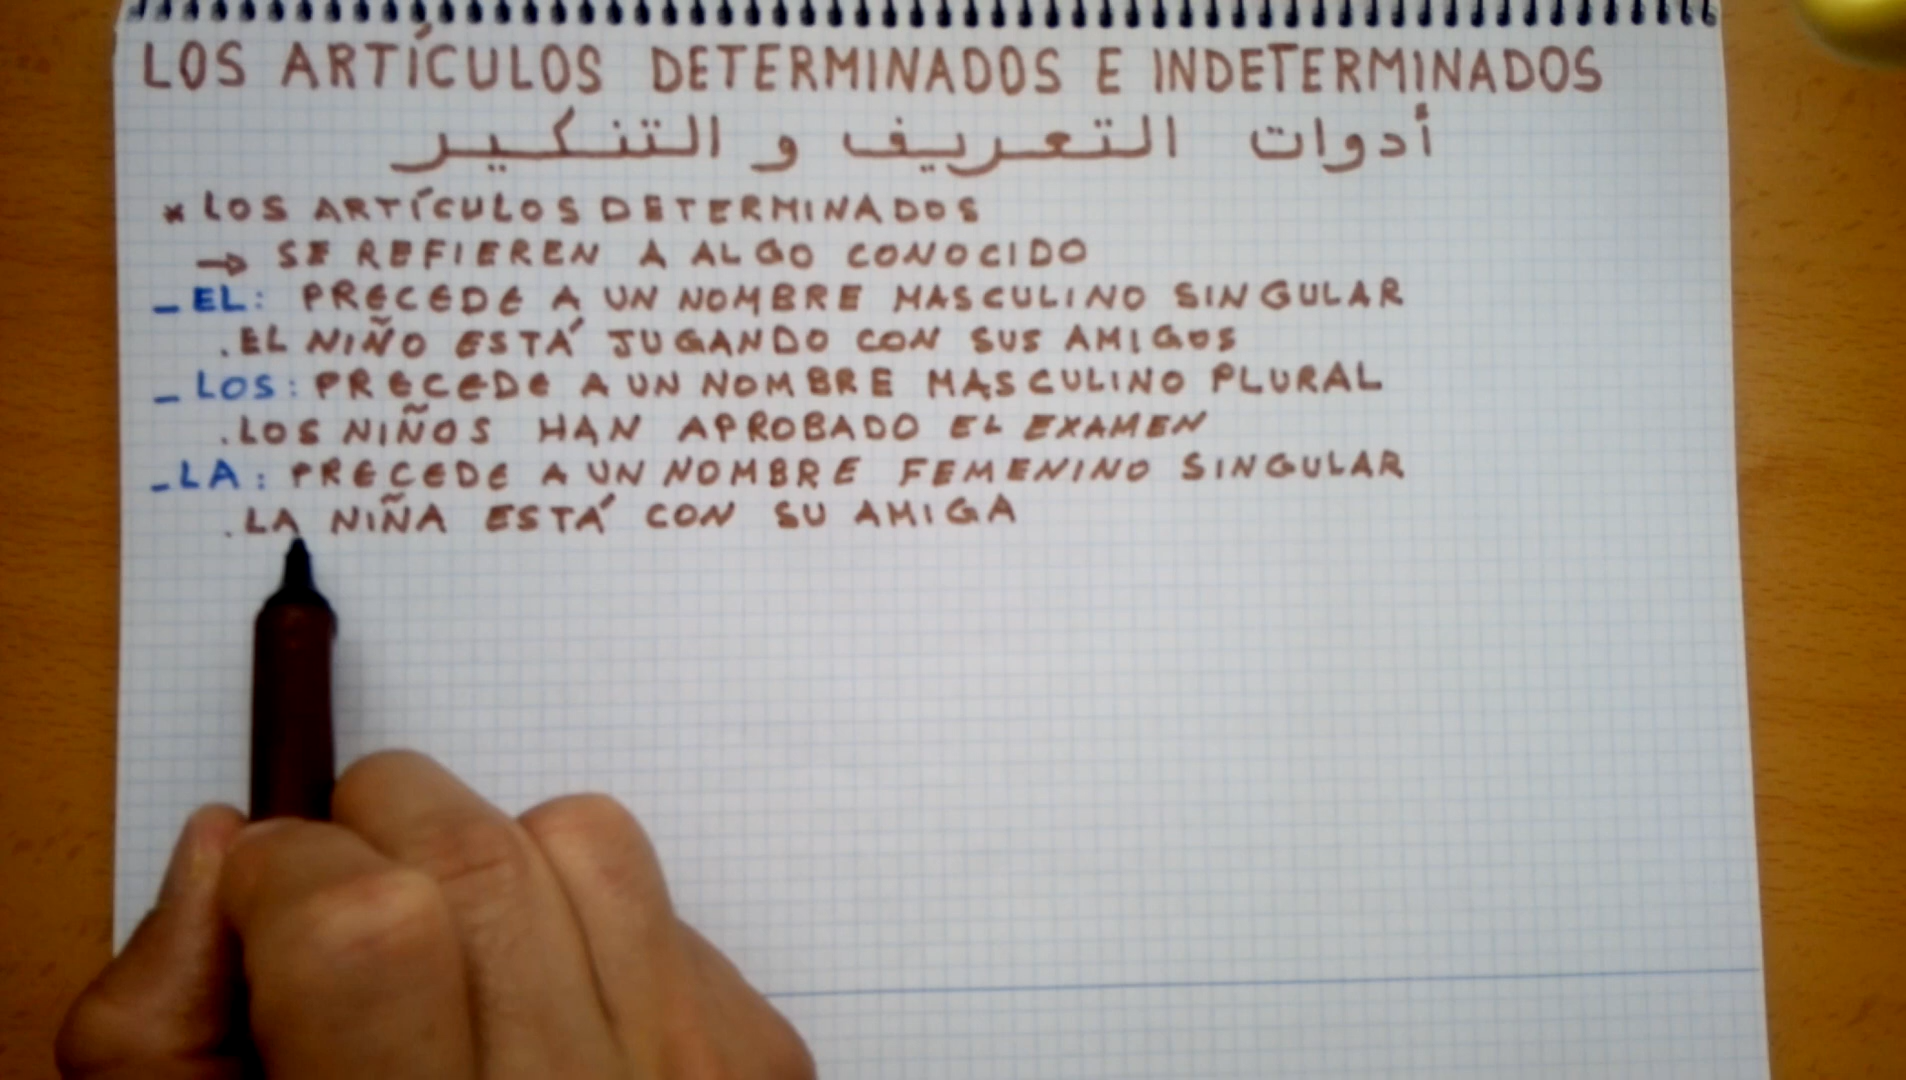 LOS ARTÍCULOS DETERMINADOS E INDETERMINADOS
أدوات التعريف و التنكير
* LOS ARTÍCULOS DETERMINADOS
→ SE REFIEREN A ALGO CONOCIDO
_ EL: PRECEDE A UN NOMBRE MASCULINO SINGULAR
. EL NIÑO ESTÁ JUGANDO CON SUS AMIGOS
_ LOS: PRECEDE A UN NOMBRE MASCULINO PLURAL
. LOS NIÑOS HAN APROBADO EL EXAMEN
_ LA: PRECEDE A UN NOMBRE FEMENINO SINGULAR
. LA NIÑA ESTÁ CON SU AMIGA